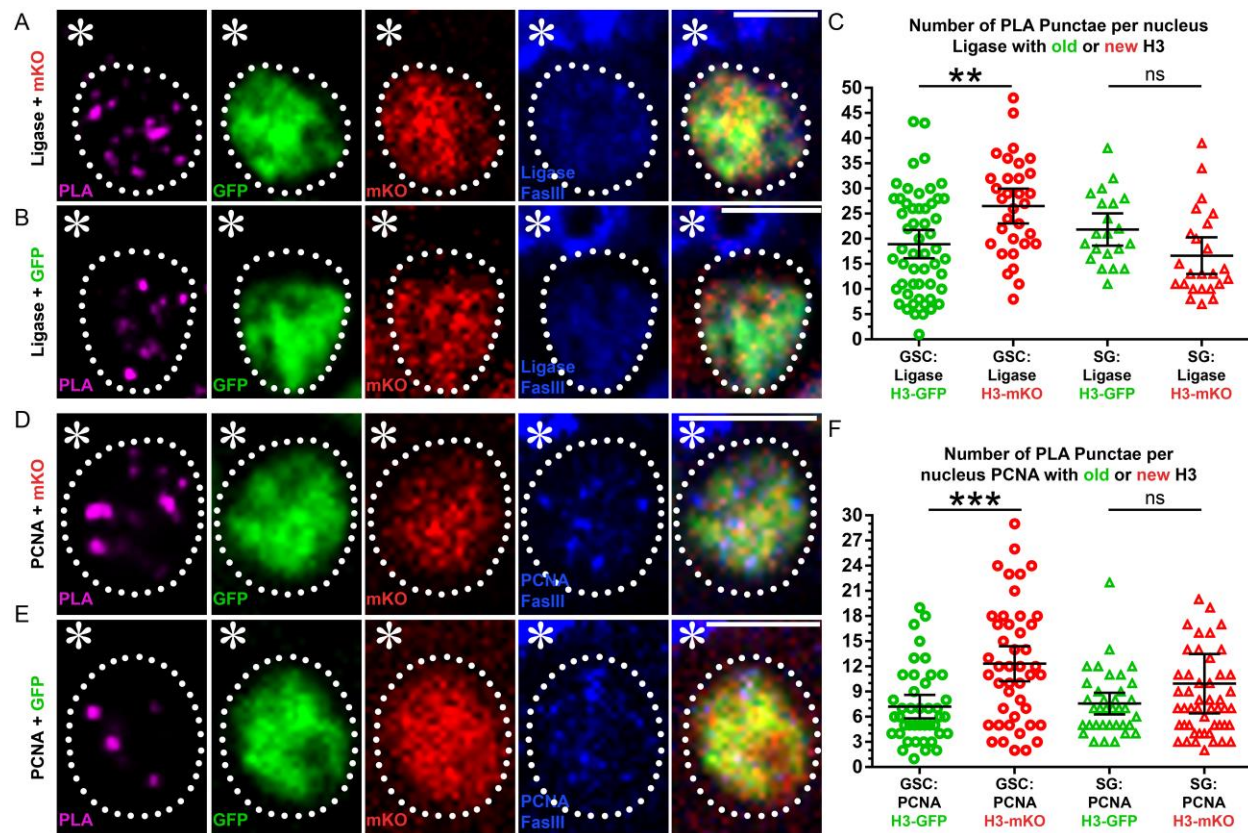 A
Ligase + mKO
*
PLA
*
GFP
*
mKO
*
Ligase
FasIII
*
B
Ligase + GFP
*
PLA
*
GFP
*
mKO
*
Ligase
FasIII
*
C
Number of PLA Punctae per nucleus
Ligase with old or new H3
**
ns
50
45
40
35
30
25
20
15
10
5
0
GSC:
Ligase
H3-GFP
GSC:
Ligase
H3-mKO
SG:
Ligase
H3-GFP
SG:
Ligase
H3-mKO
D
PCNA + mKO
*
PLA
*
GFP
*
mKO
*
PCNA
FasIII
*
E
PCNA + GFP
*
PLA
*
GFP
*
mKO
*
PCNA
FasIII
*
F
Number of PLA Punctae per
nucleus PCNA with old or new H3
***
ns
30
27
24
21
18
15
12
9
6
3
0
GSC:
PCNA
H3-GFP
GSC:
PCNA
H3-mKO
SG:
PCNA
H3-GFP
SG:
PCNA
H3-mKO